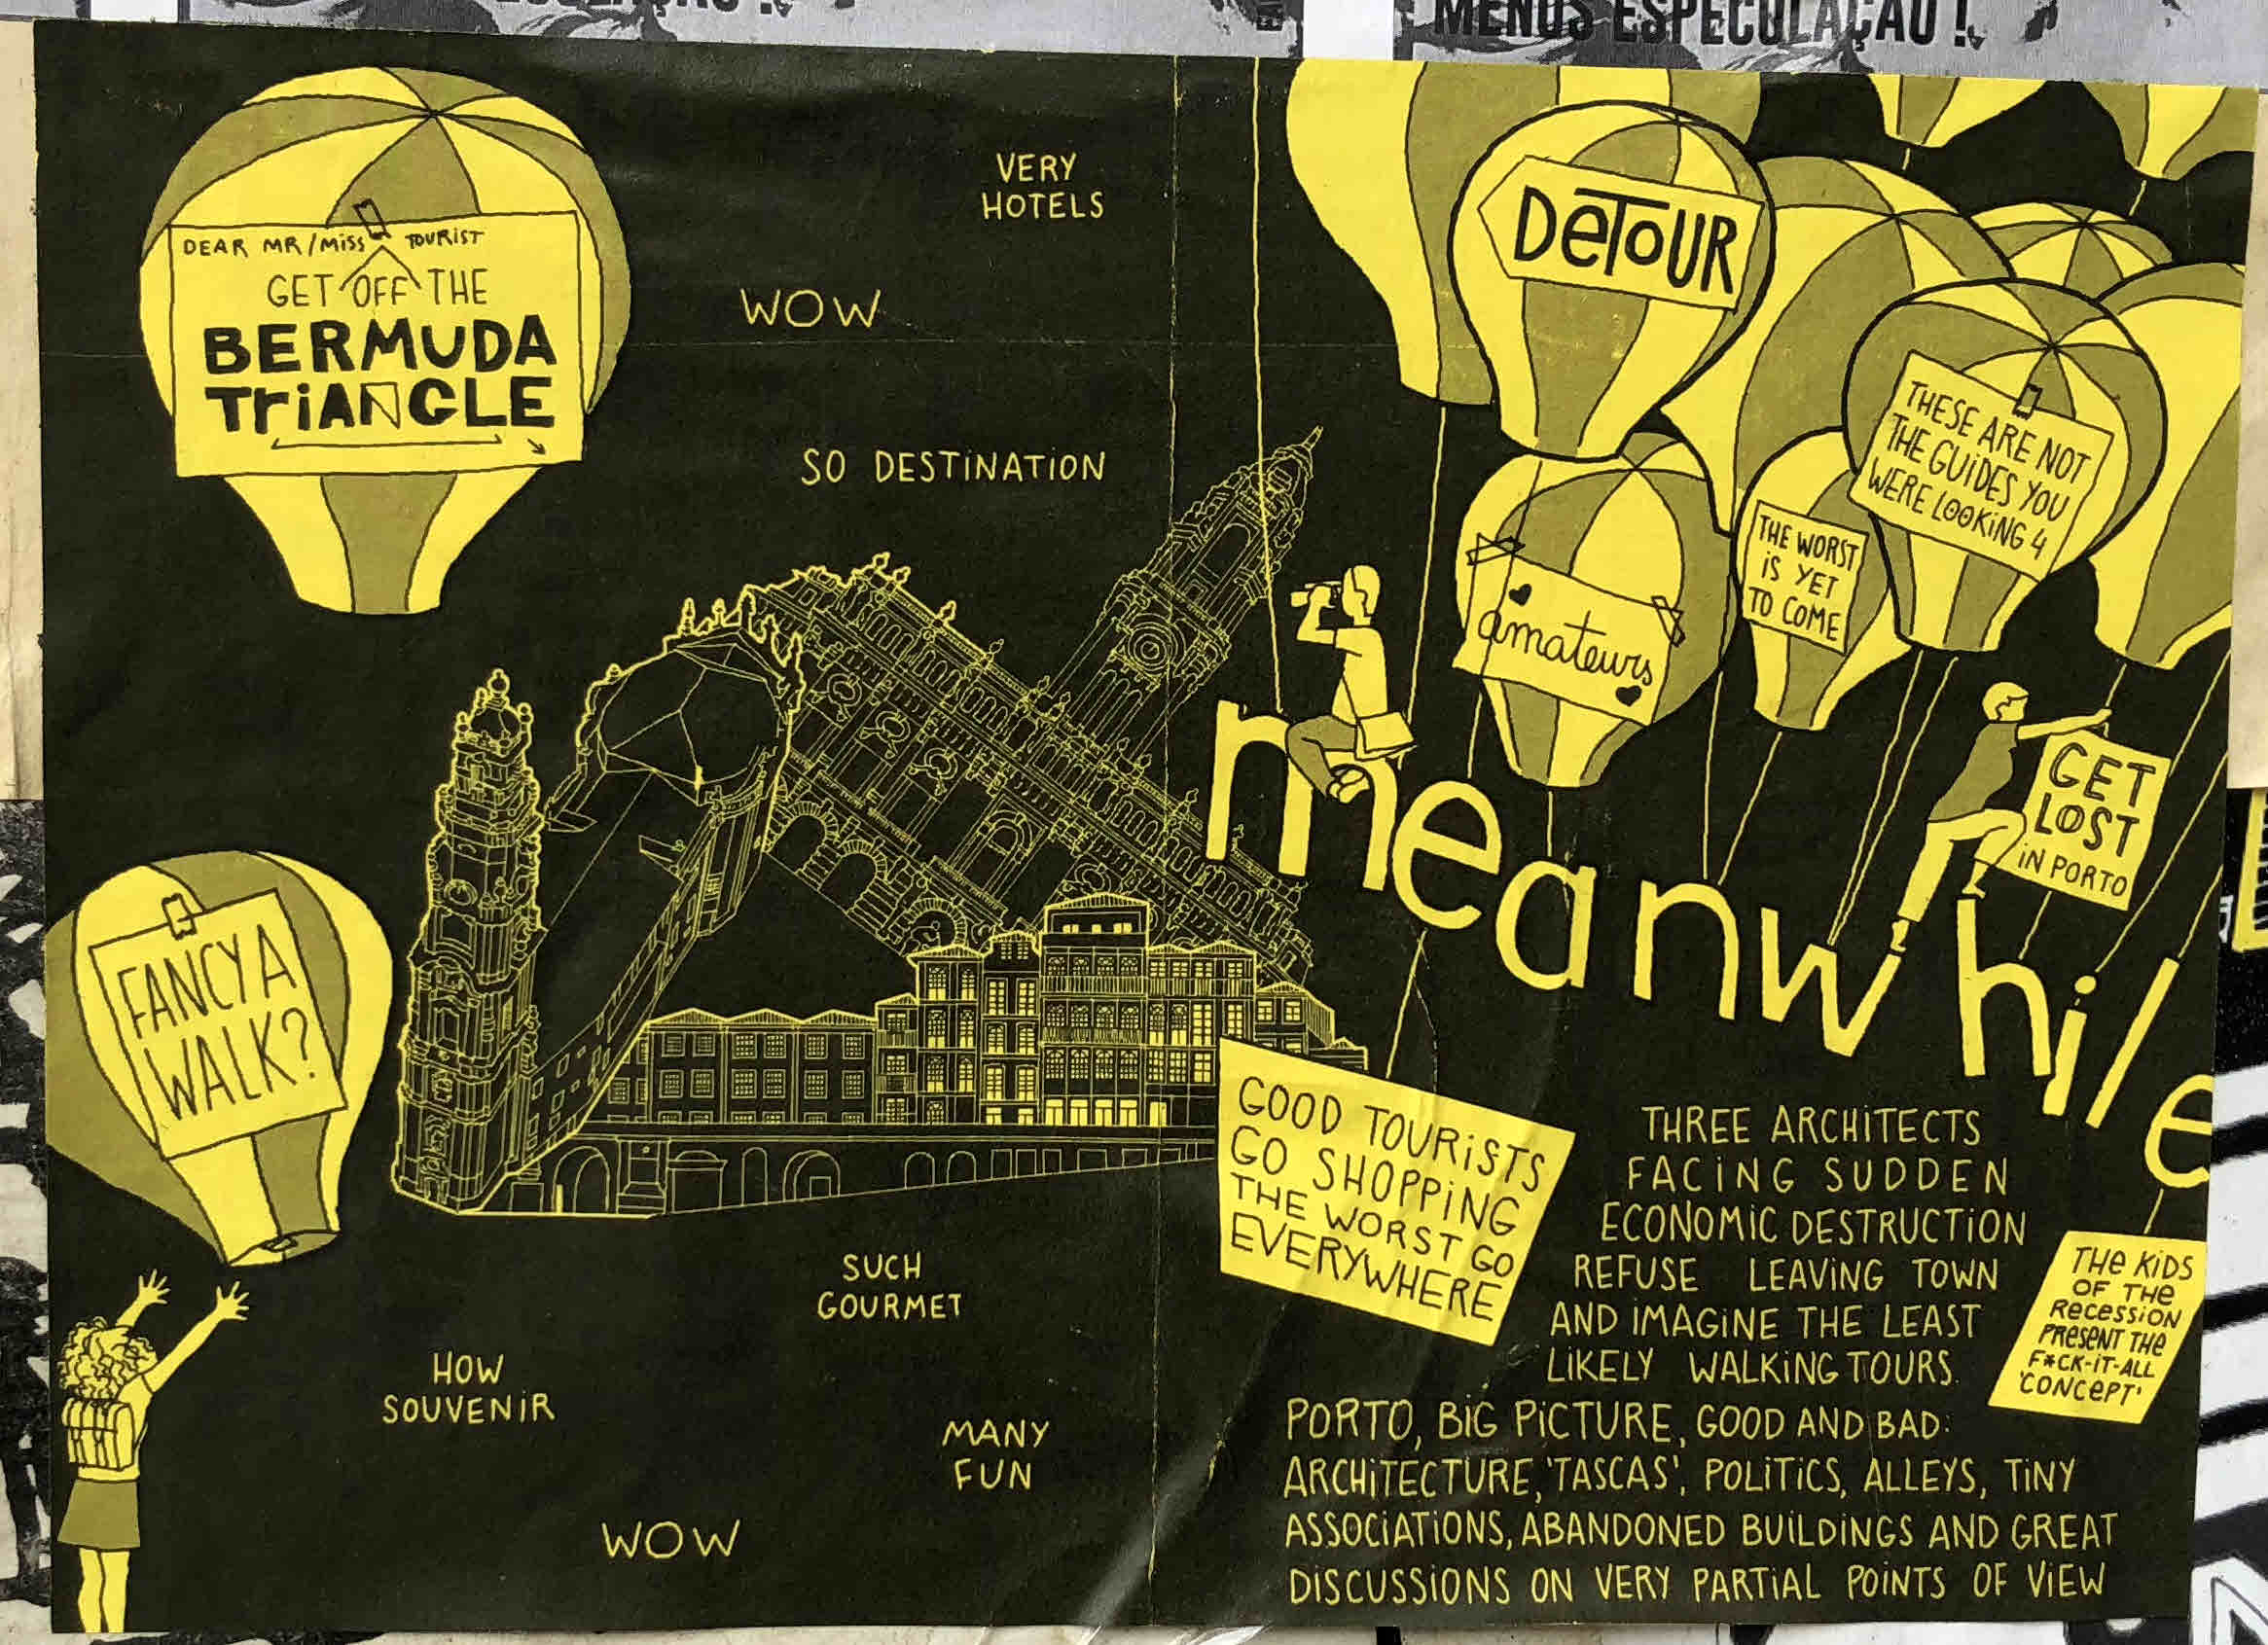 MENOS ESPECULAÇÃO!
DEAR MR/MISS TOURIST
GET OFF THE
BERMUDA
TRIANGLE
VERY
HOTELS
WOW
SO DESTINATION
FANCY A
WALK?
SUCH
GOURMET
HOW
SOUVENIR
MANY
FUN
WOW
DETOUR
THESE ARE NOT
THE GUIDES YOU
WERE LOOKING 4
THE WORST
IS YET
TO COME
amateurs
GET
LOST
IN PORTO
meanwhile
GOOD TOURISTS
GO SHOPPING
THE WORST GO
EVERYWHERE
THREE ARCHITECTS
FACING SUDDEN
ECONOMIC DESTRUCTION
REFUSE LEAVING TOWN
AND IMAGINE THE LEAST
LIKELY WALKING TOURS.
THE KIDS
OF THE
RECESSION
PRESENT THE
F*CK-IT-ALL
'CONCEPT'
PORTO, BIG PICTURE, GOOD AND BAD:
ARCHITECTURE, 'TASCAS', POLITICS, ALLEYS, TINY
ASSOCIATIONS, ABANDONED BUILDINGS AND GREAT
DISCUSSIONS ON VERY PARTIAL POINTS OF VIEW